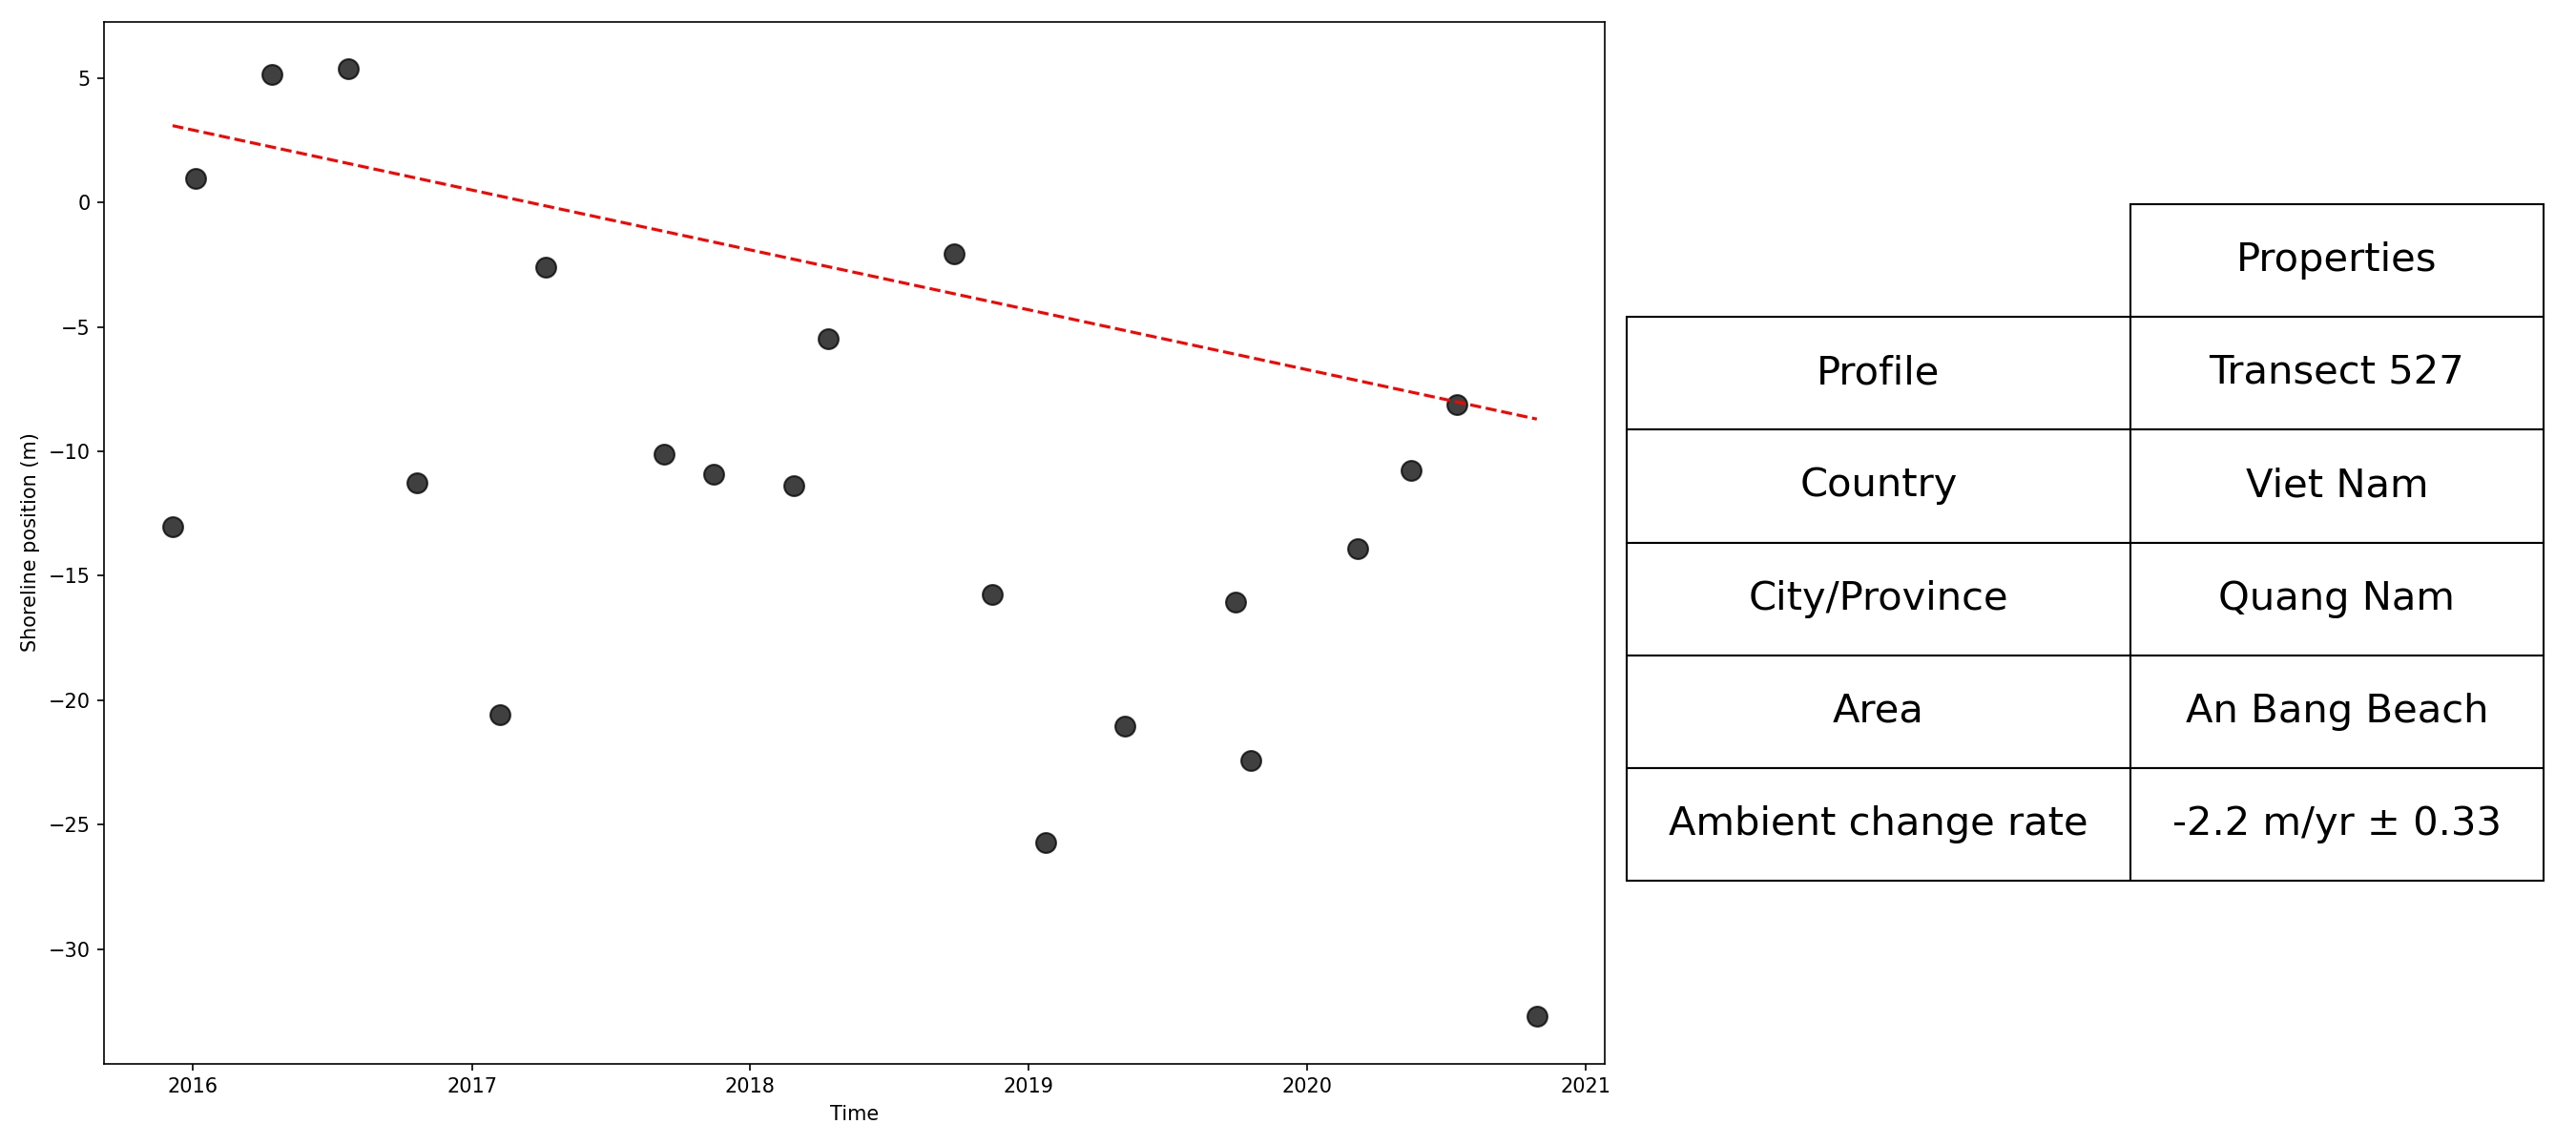 5
0
−5
−10
−15
−20
−25
−30
Shoreline position (m)
2016 2017 2018 2019 2020 2021
Time
Properties
Profile Transect 527
Country Viet Nam
City/Province Quang Nam
Area An Bang Beach
Ambient change rate -2.2 m/yr ± 0.33